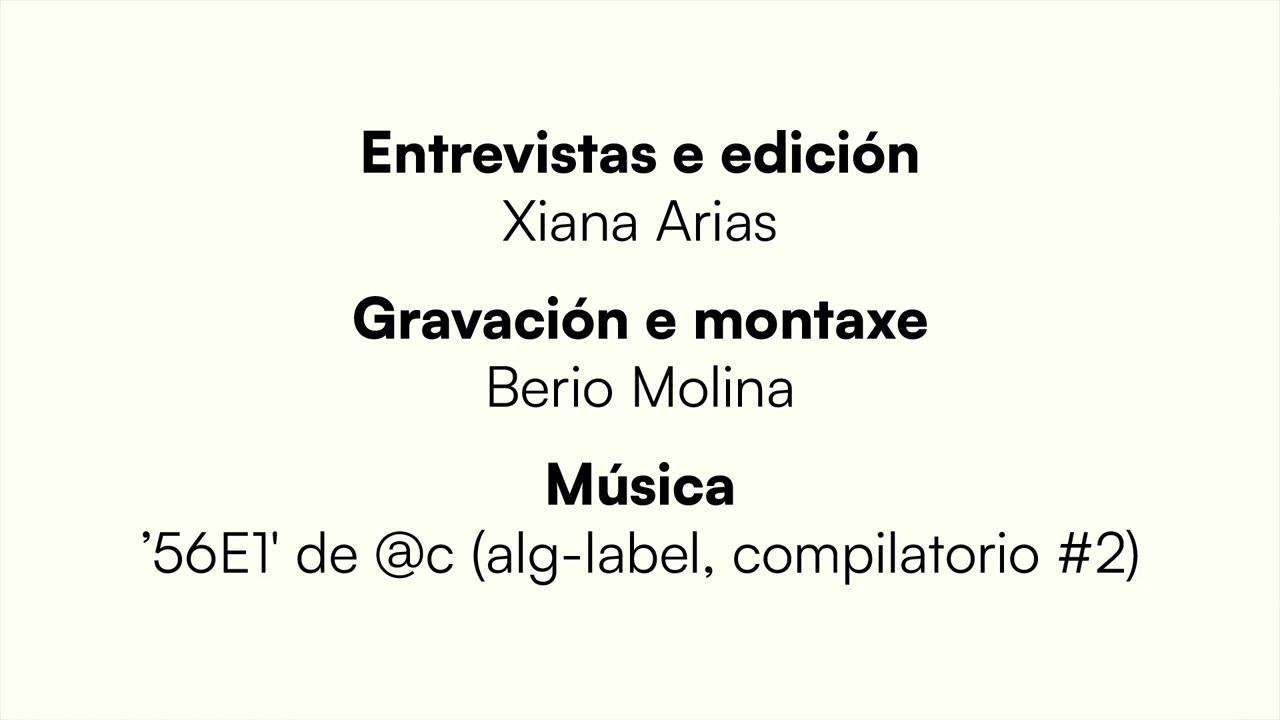 Entrevistas e edición
Xiana Arias
Gravación e montaxe
Berio Molina
Música
’56E1' de @c (alg-label, compilatorio #2)